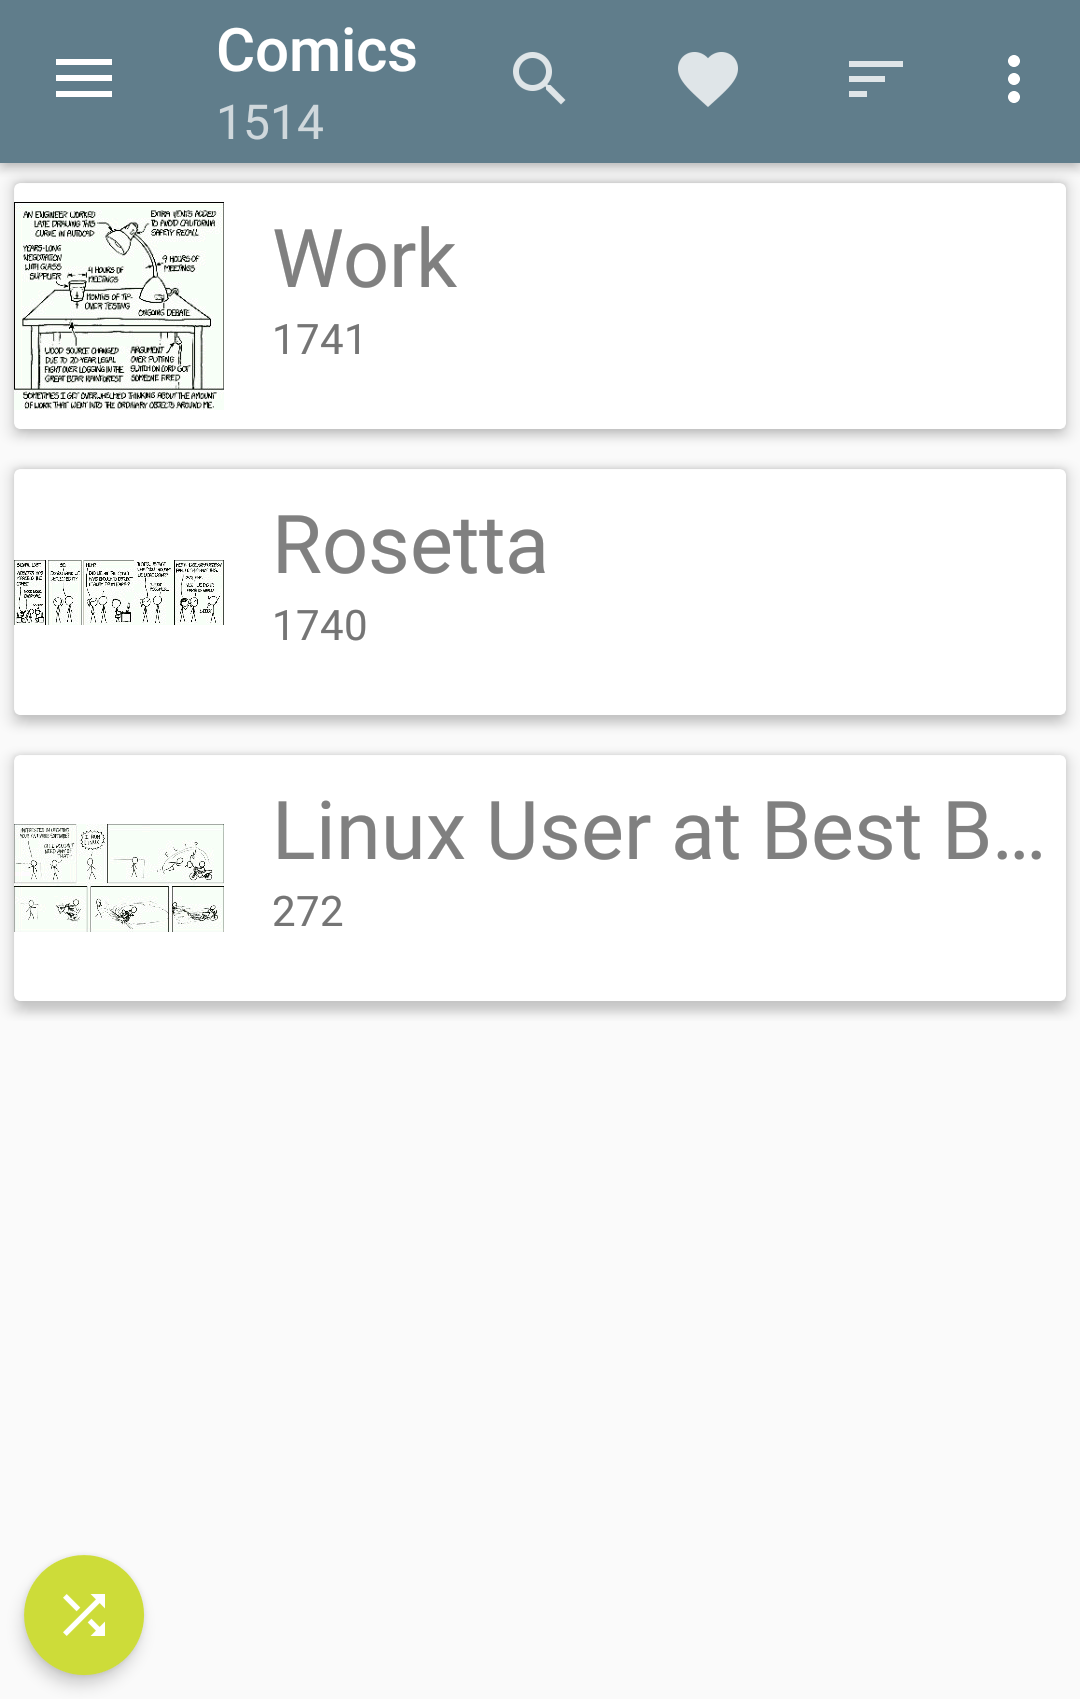 Comics
1514
AN ENGINEER WORKED
LATE DRAWING THIS
CURVE IN AUTOCAD
EXTRA VENTS ADDED
TO AVOID CALIFORNIA
SAFETY RECALL
YEARS-LONG
NEGOTIATION
WITH GLASS
SUPPLIER
4 HOURS OF
MEETINGS
9 HOURS OF
MEETINGS
MONTHS OF TIP-
OVER TESTING
ONGOING DEBATE
WOOD SOURCE CHANGED
DUE TO 20-YEAR LEGAL
FIGHT OVER LOGGING IN THE
GREAT BEAR RAINFOREST
ARGUMENT
OVER PUTTING
SWITCH ON CORD GOT
SOMEONE FIRED
SOMETIMES I GET OVERWHELMED THINKING ABOUT THE AMOUNT
OF WORK THAT WENT INTO THE ORDINARY OBJECTS AROUND ME.
Work
1741
Rosetta
1740
I RUN
LINUX
Linux User at Best B...
272